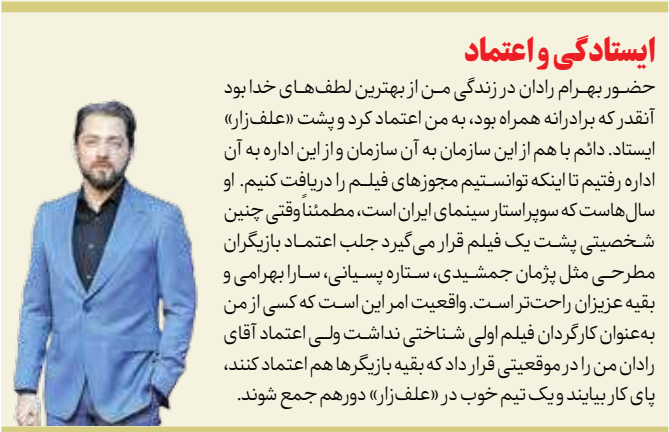 ایستادگی و اعتماد
حضور بهرام رادان در زندگی من از بهترین لطف‌های خدا بود
آنقدر که برادرانه همراه بود، به من اعتماد کرد و پشت «علف‌زار»
ایستاد. دائم با هم از این سازمان به آن سازمان و از این اداره به آن
اداره رفتیم تا اینکه توانستیم مجوزهای فیلم را دریافت کنیم. او
سال‌هاست که سوپراستار سینمای ایران است، مطمئناً وقتی چنین
شخصیتی پشت یک فیلم قرار می‌گیرد جلب اعتماد بازیگران
مطرحی مثل پژمان جمشیدی، ستاره پسیانی، سارا بهرامی و
بقیه عزیزان راحت‌تر است. واقعیت امر این است که کسی از من
به‌عنوان کارگردان فیلم اولی شناختی نداشت ولی اعتماد آقای
رادان من را در موقعیتی قرار داد که بقیه بازیگرها هم اعتماد کنند،
پای کار بیایند و یک تیم خوب در «علف‌زار» دورهم جمع شوند.